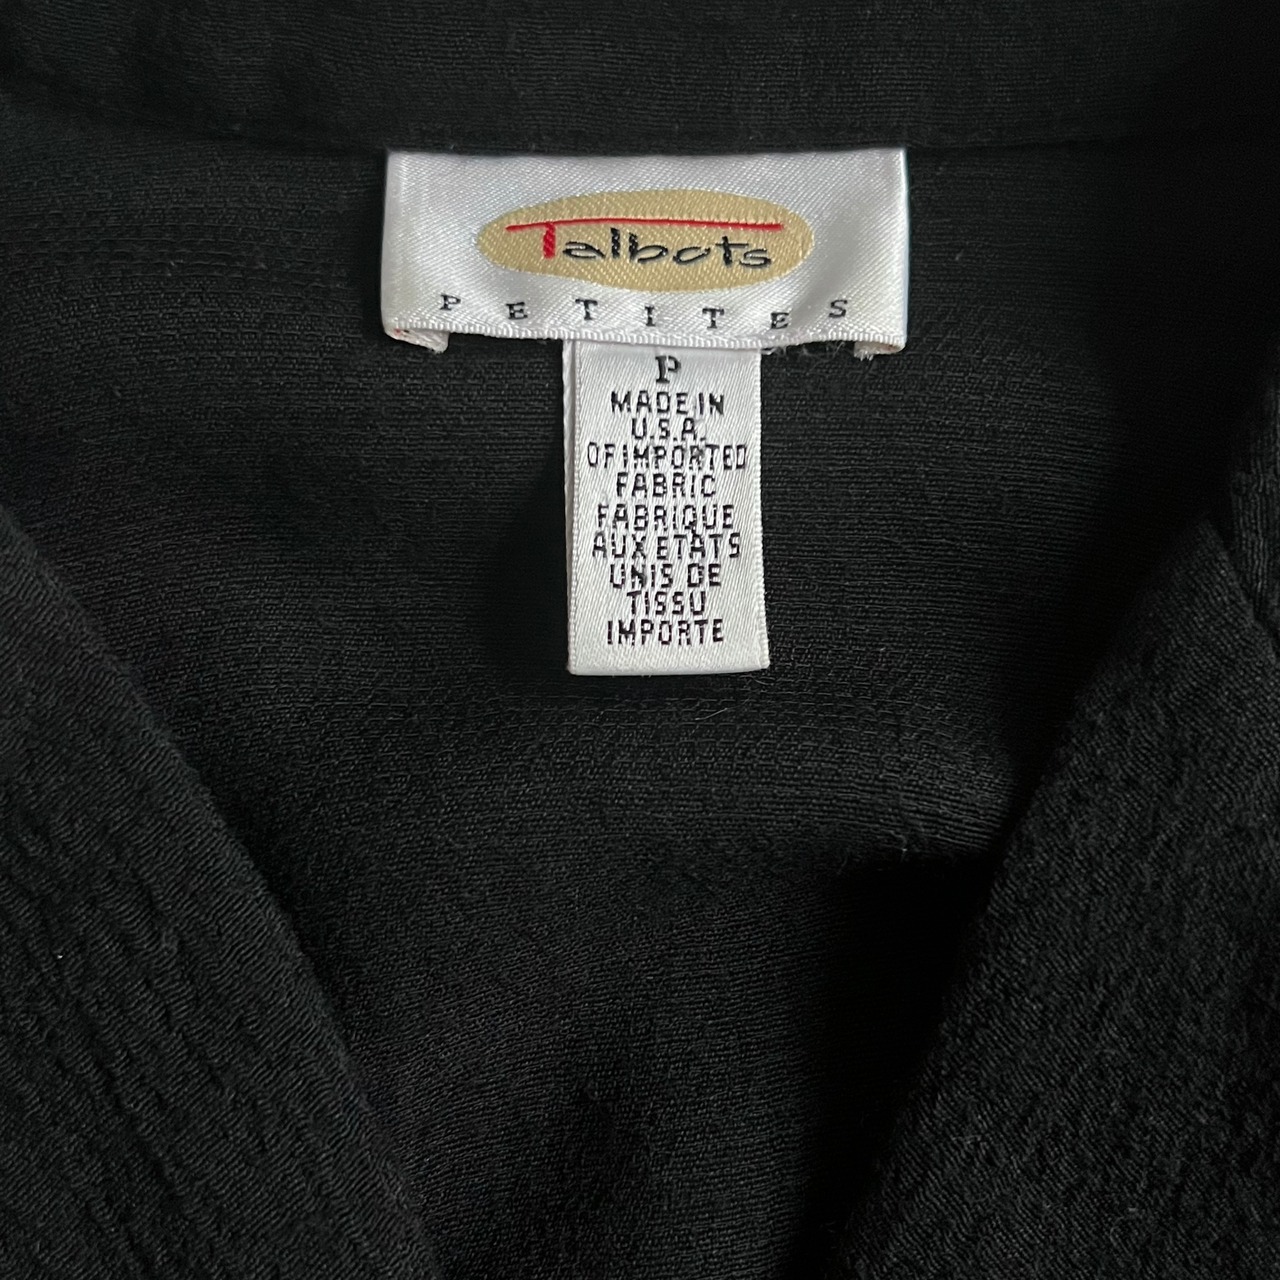 Talbots
PETITES
P
MADE IN
U.S.A.
OF IMPORTED
FABRIC
FABRIQUE
AUX ETATS
UNIS DE
TISSU
IMPORTE